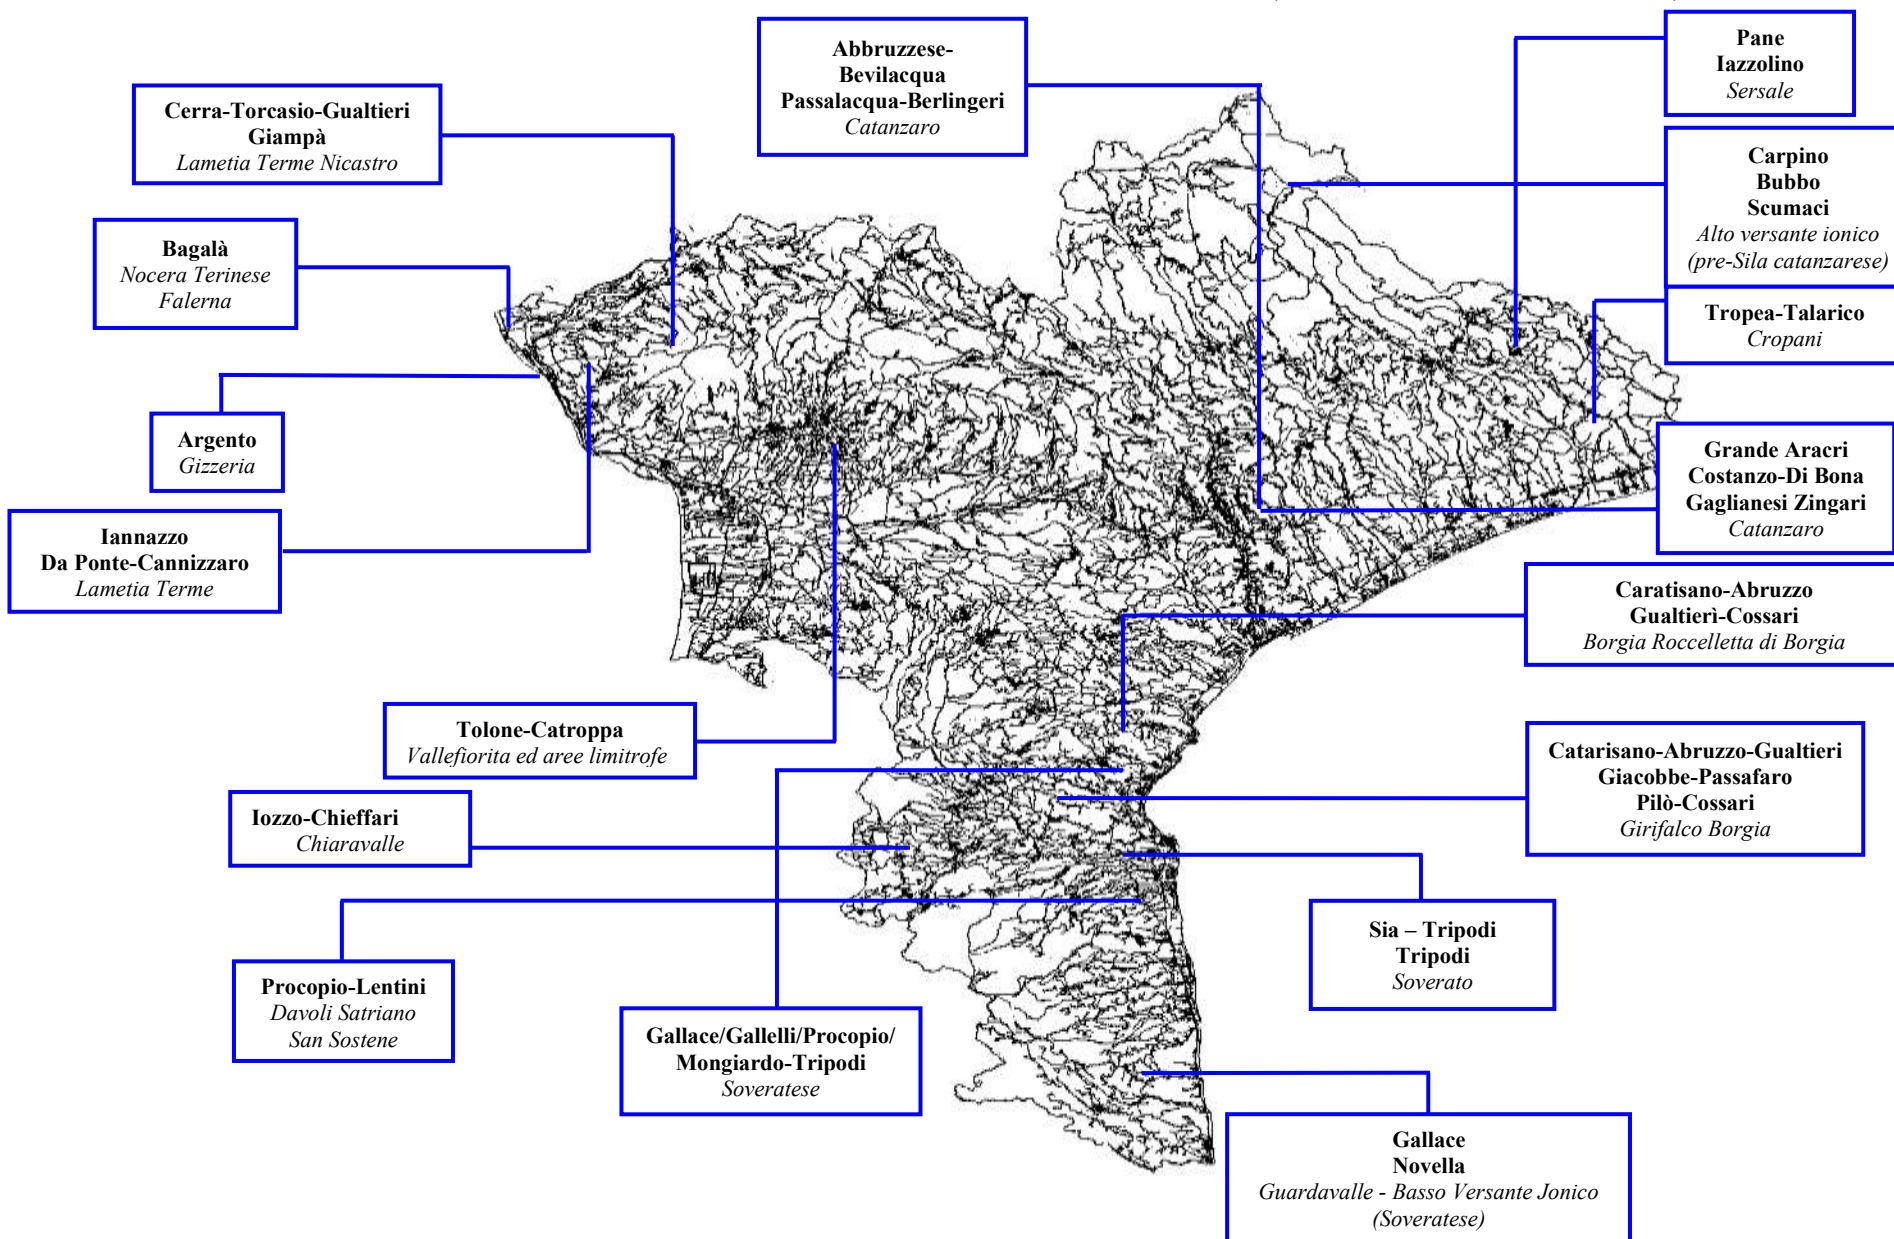 Abbruzzese-
Bevilacqua
Passalacqua-Berlingeri
Catanzaro
Pane
Iazzolino
Sersale
Cerra-Torcasio-Gualtieri
Giampà
Lametia Terme Nicastro
Carpino
Bubbo
Scumaci
Alto versante ionico
(pre-Sila catanzarese)
Bagalà
Nocera Terinese
Falerna
Tropea-Talarico
Cropani
Argento
Gizzeria
Grande Aracri
Costanzo-Di Bona
Gaglianesi Zingari
Catanzaro
Iannazzo
Da Ponte-Cannizzaro
Lametia Terme
Caratisano-Abruzzo
Gualtierì-Cossari
Borgia Roccelletta di Borgia
Tolone-Catroppa
Vallefiorita ed aree limitrofe
Catarisano-Abruzzo-Gualtieri
Giacobbe-Passafaro
Pilò-Cossari
Girifalco Borgia
Iozzo-Chieffari
Chiaravalle
Sia – Tripodi
Tripodi
Soverato
Procopio-Lentini
Davoli Satriano
San Sostene
Gallace/Gallelli/Procopio/
Mongiardo-Tripodi
Soveratese
Gallace
Novella
Guardavalle - Basso Versante Jonico
(Soveratese)